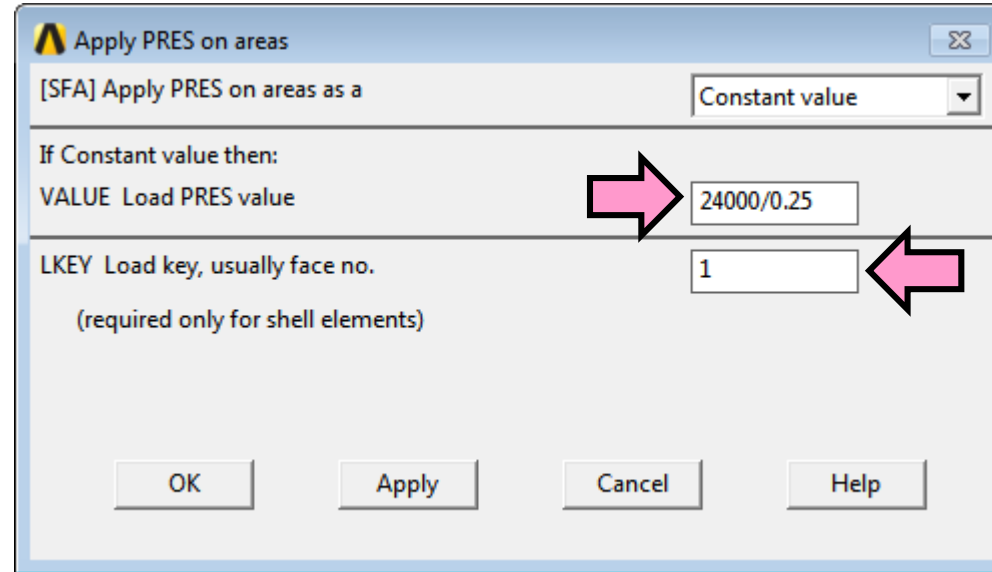 Apply PRES on areas
[SFA] Apply PRES on areas as a
Constant value
If Constant value then:
VALUE Load PRES value
24000/0.25
LKEY Load key, usually face no.
1
(required only for shell elements)
OK Apply Cancel Help